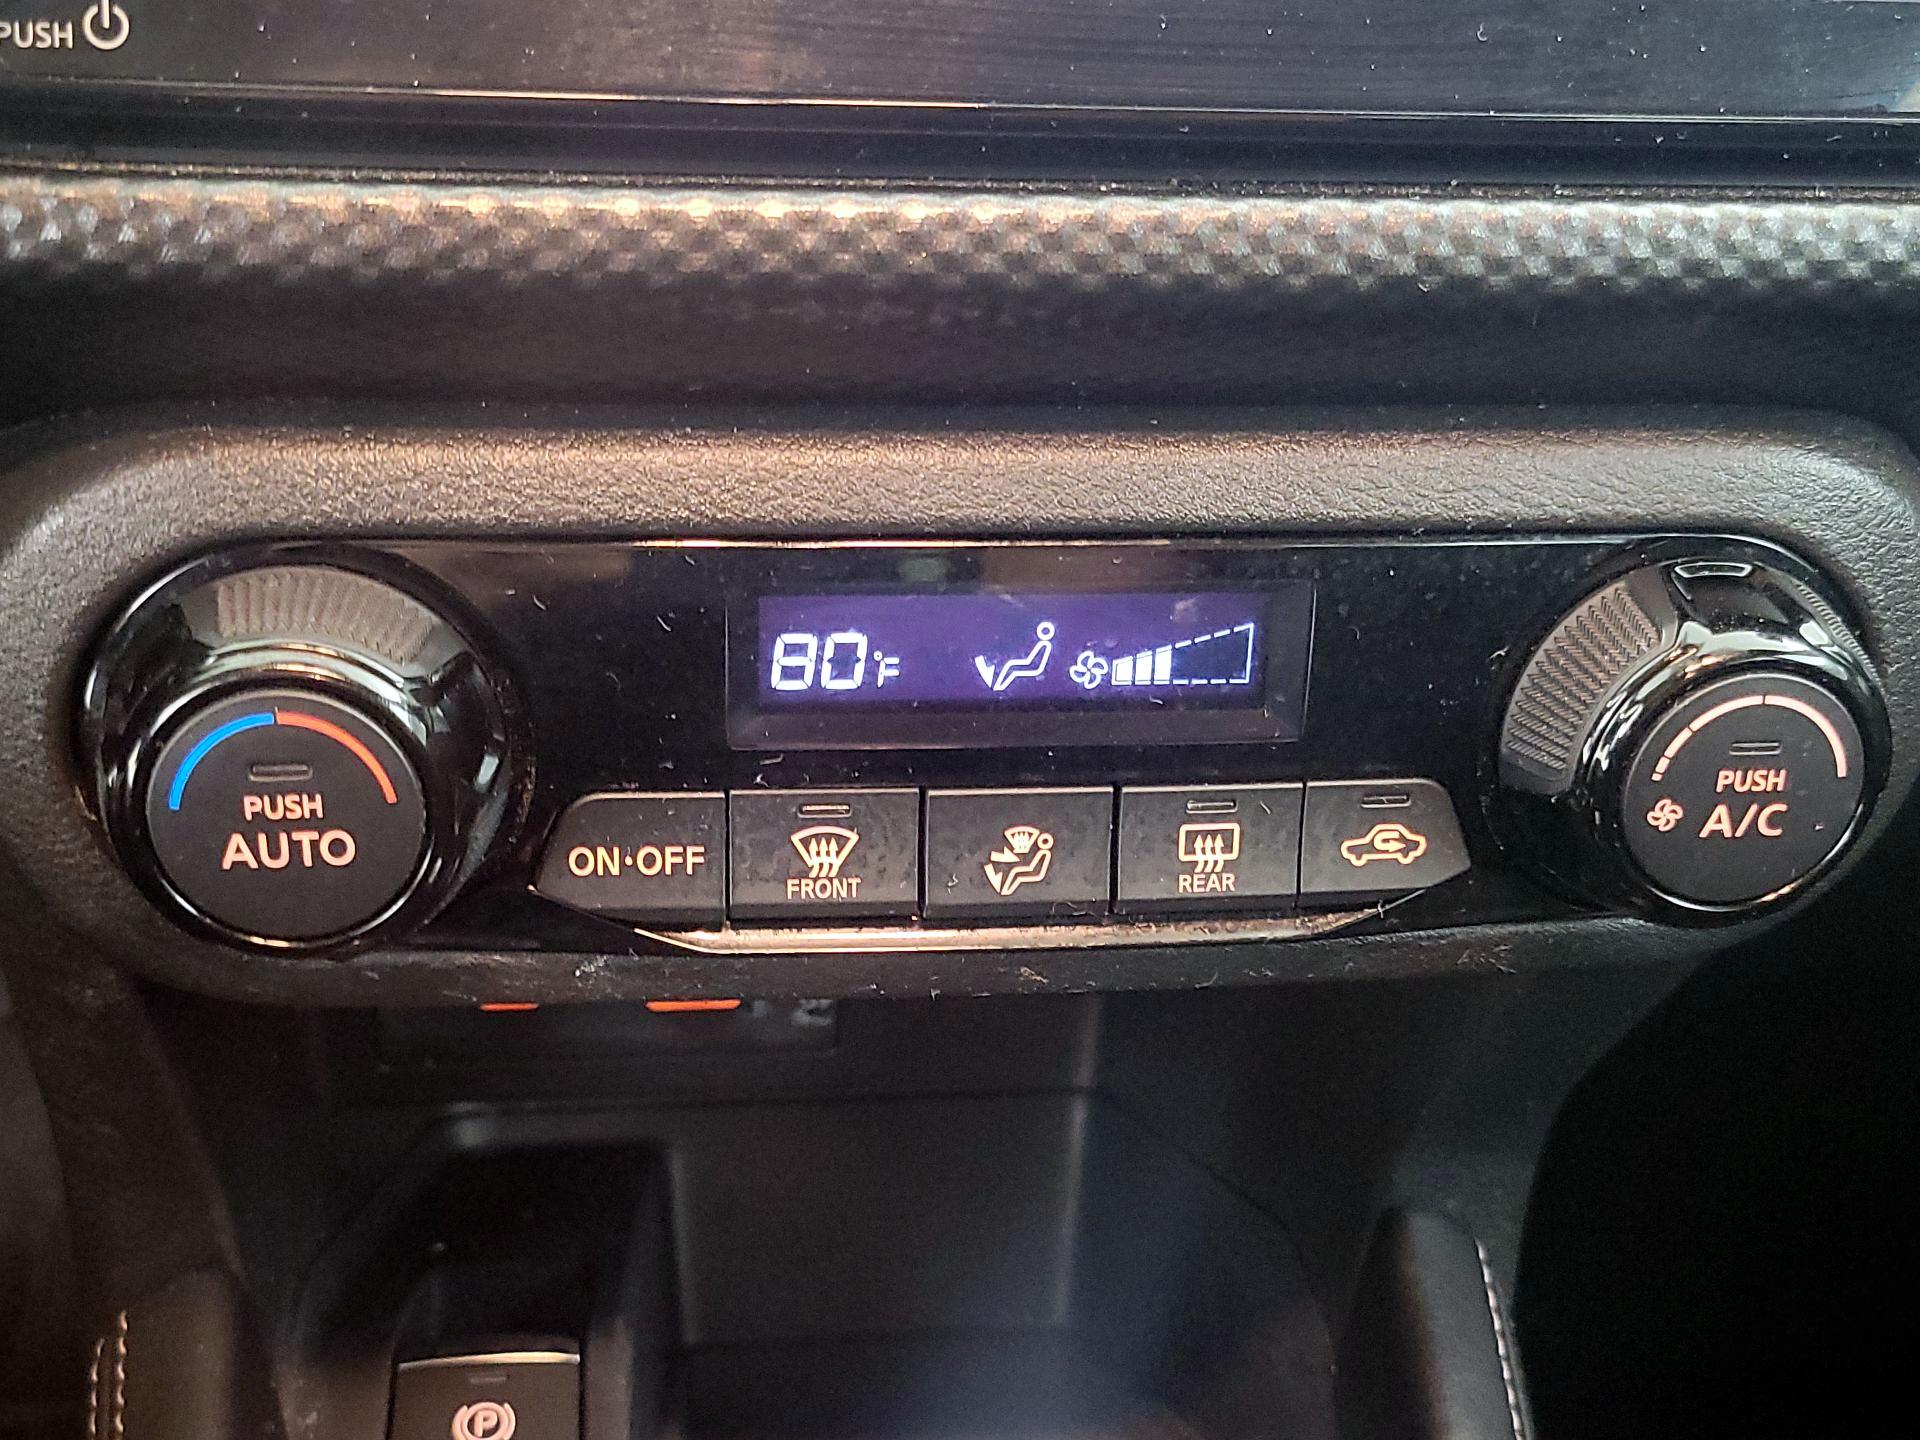 PUSH
80°F
PUSH
AUTO
ON•OFF
FRONT
REAR
PUSH
A/C
P